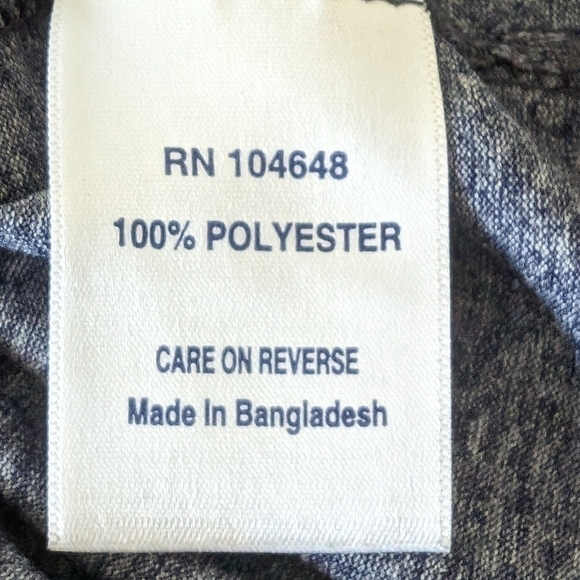 RN 104648
100% POLYESTER
CARE ON REVERSE
Made In Bangladesh